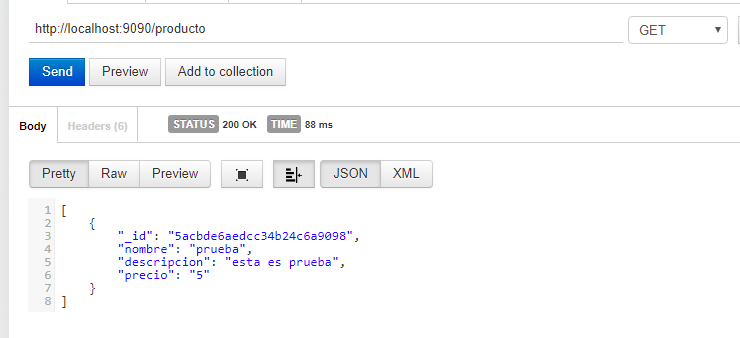 http://localhost:9090/producto GET
Send Preview Add to collection
Body Headers (6) STATUS 200 OK TIME 88 ms
Pretty Raw Preview JSON XML
1 [
2 {
3 "_id": "5acbde6aedcc34b24c6a9098",
4 "nombre": "prueba",
5 "descripcion": "esta es prueba",
6 "precio": "5"
7 }
8 ]